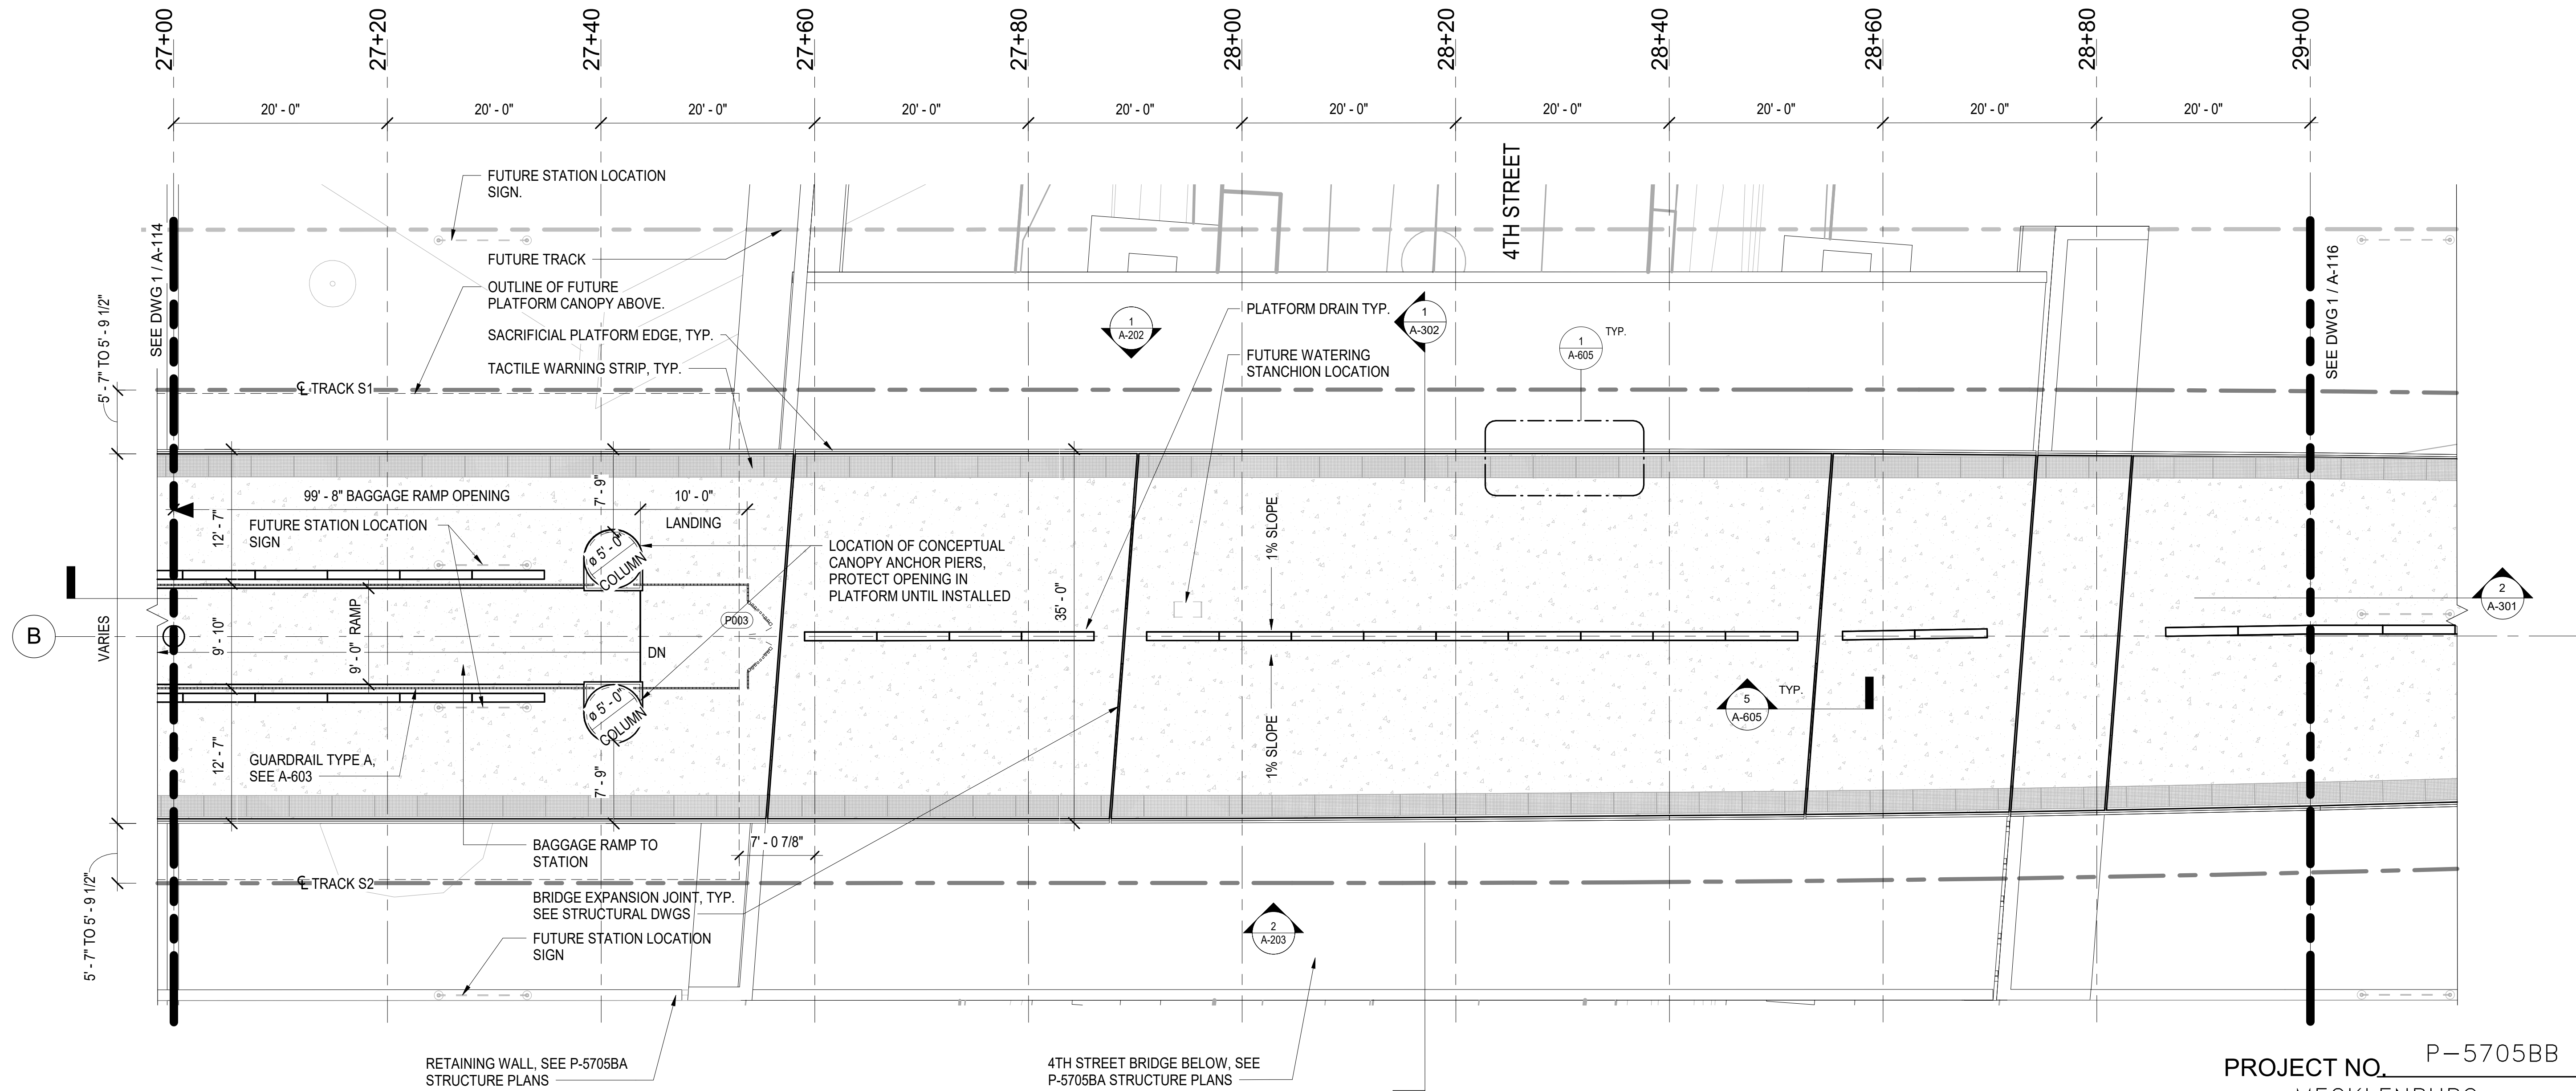 27+00
27+20
27+40
27+60
27+80
28+00
28+20
28+40
28+60
28+80
29+00
20' - 0"
20' - 0"
20' - 0"
20' - 0"
20' - 0"
20' - 0"
20' - 0"
20' - 0"
20' - 0"
20' - 0"
4TH STREET
SEE DWG 1 / A-114
SEE DWG 1 / A-116
FUTURE STATION LOCATION
SIGN.
FUTURE TRACK
OUTLINE OF FUTURE
PLATFORM CANOPY ABOVE.
SACRIFICIAL PLATFORM EDGE, TYP.
TACTILE WARNING STRIP, TYP.
PLATFORM DRAIN TYP.
FUTURE WATERING
STANCHION LOCATION
1
A-202
1
A-302
1
A-605
TYP.
5' - 7" TO 5' - 9 1/2"
℄ TRACK S1
99' - 8" BAGGAGE RAMP OPENING
7' - 9"
10' - 0"
LANDING
12' - 7"
FUTURE STATION LOCATION
SIGN
ø 5' - 0"
COLUMN
LOCATION OF CONCEPTUAL
CANOPY ANCHOR PIERS,
PROTECT OPENING IN
PLATFORM UNTIL INSTALLED
1% SLOPE
35' - 0"
2
A-301
B
VARIES
9' - 10"
9' - 0" RAMP
P003
DN
ø 5' - 0"
COLUMN
5
A-605
TYP.
1% SLOPE
12' - 7"
GUARDRAIL TYPE A,
SEE A-603
7' - 9"
BAGGAGE RAMP TO
STATION
7' - 0 7/8"
℄ TRACK S2
5' - 7" TO 5' - 9 1/2"
BRIDGE EXPANSION JOINT, TYP.
SEE STRUCTURAL DWGS
FUTURE STATION LOCATION
SIGN
2
A-203
RETAINING WALL, SEE P-5705BA
STRUCTURE PLANS
4TH STREET BRIDGE BELOW, SEE
P-5705BA STRUCTURE PLANS
PROJECT NO. P-5705BB
MECKLENBURG